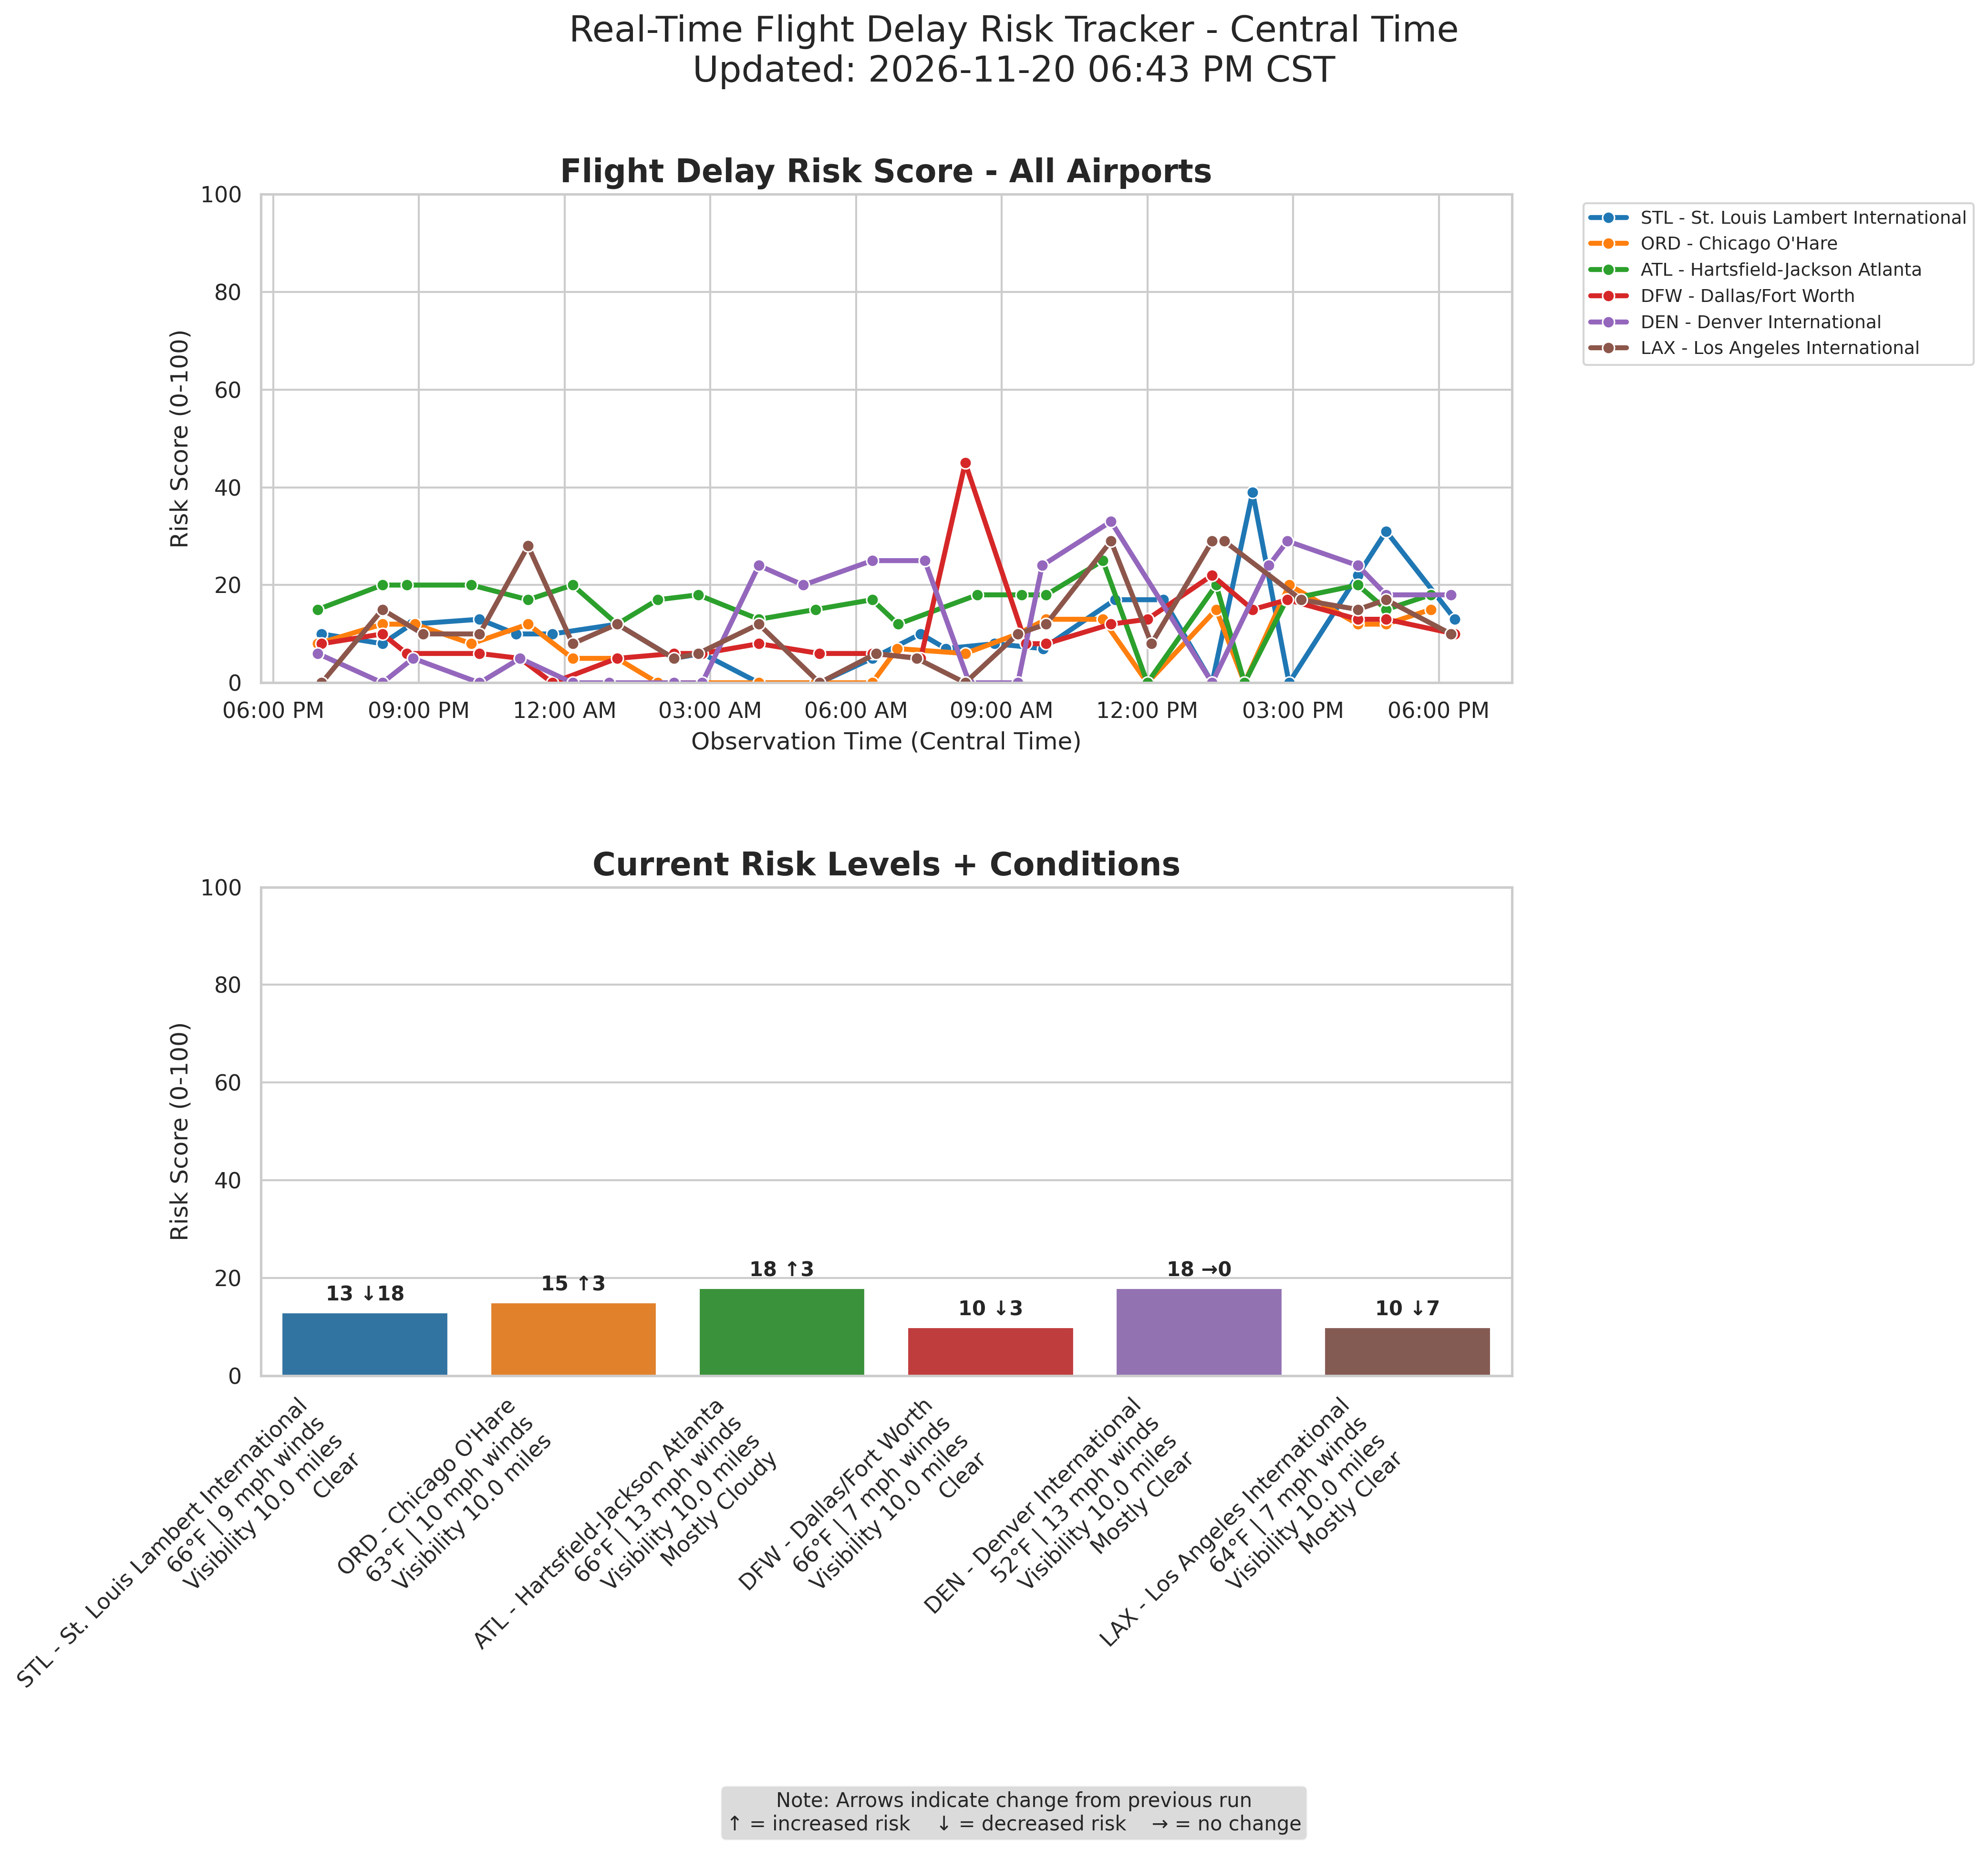 Real-Time Flight Delay Risk Tracker - Central Time
Updated: 2026-11-20 06:43 PM CST
Flight Delay Risk Score - All Airports
100
80
60
40
20
0
Risk Score (0-100)
06:00 PM
09:00 PM
12:00 AM
03:00 AM
06:00 AM
09:00 AM
12:00 PM
03:00 PM
06:00 PM
Observation Time (Central Time)
STL - St. Louis Lambert International
ORD - Chicago O'Hare
ATL - Hartsfield-Jackson Atlanta
DFW - Dallas/Fort Worth
DEN - Denver International
LAX - Los Angeles International
Current Risk Levels + Conditions
100
80
60
40
20
0
Risk Score (0-100)
13 ↓18
15 ↑3
18 ↑3
10 ↓3
18 →0
10 ↓7
STL - St. Louis Lambert International
66°F | 9 mph winds
Visibility 10.0 miles
Clear
ORD - Chicago O'Hare
63°F | 10 mph winds
Visibility 10.0 miles
ATL - Hartsfield-Jackson Atlanta
66°F | 13 mph winds
Visibility 10.0 miles
Mostly Cloudy
DFW - Dallas/Fort Worth
66°F | 7 mph winds
Visibility 10.0 miles
Clear
DEN - Denver International
52°F | 13 mph winds
Visibility 10.0 miles
Mostly Clear
LAX - Los Angeles International
64°F | 7 mph winds
Visibility 10.0 miles
Mostly Clear
Note: Arrows indicate change from previous run
↑ = increased risk ↓ = decreased risk → = no change